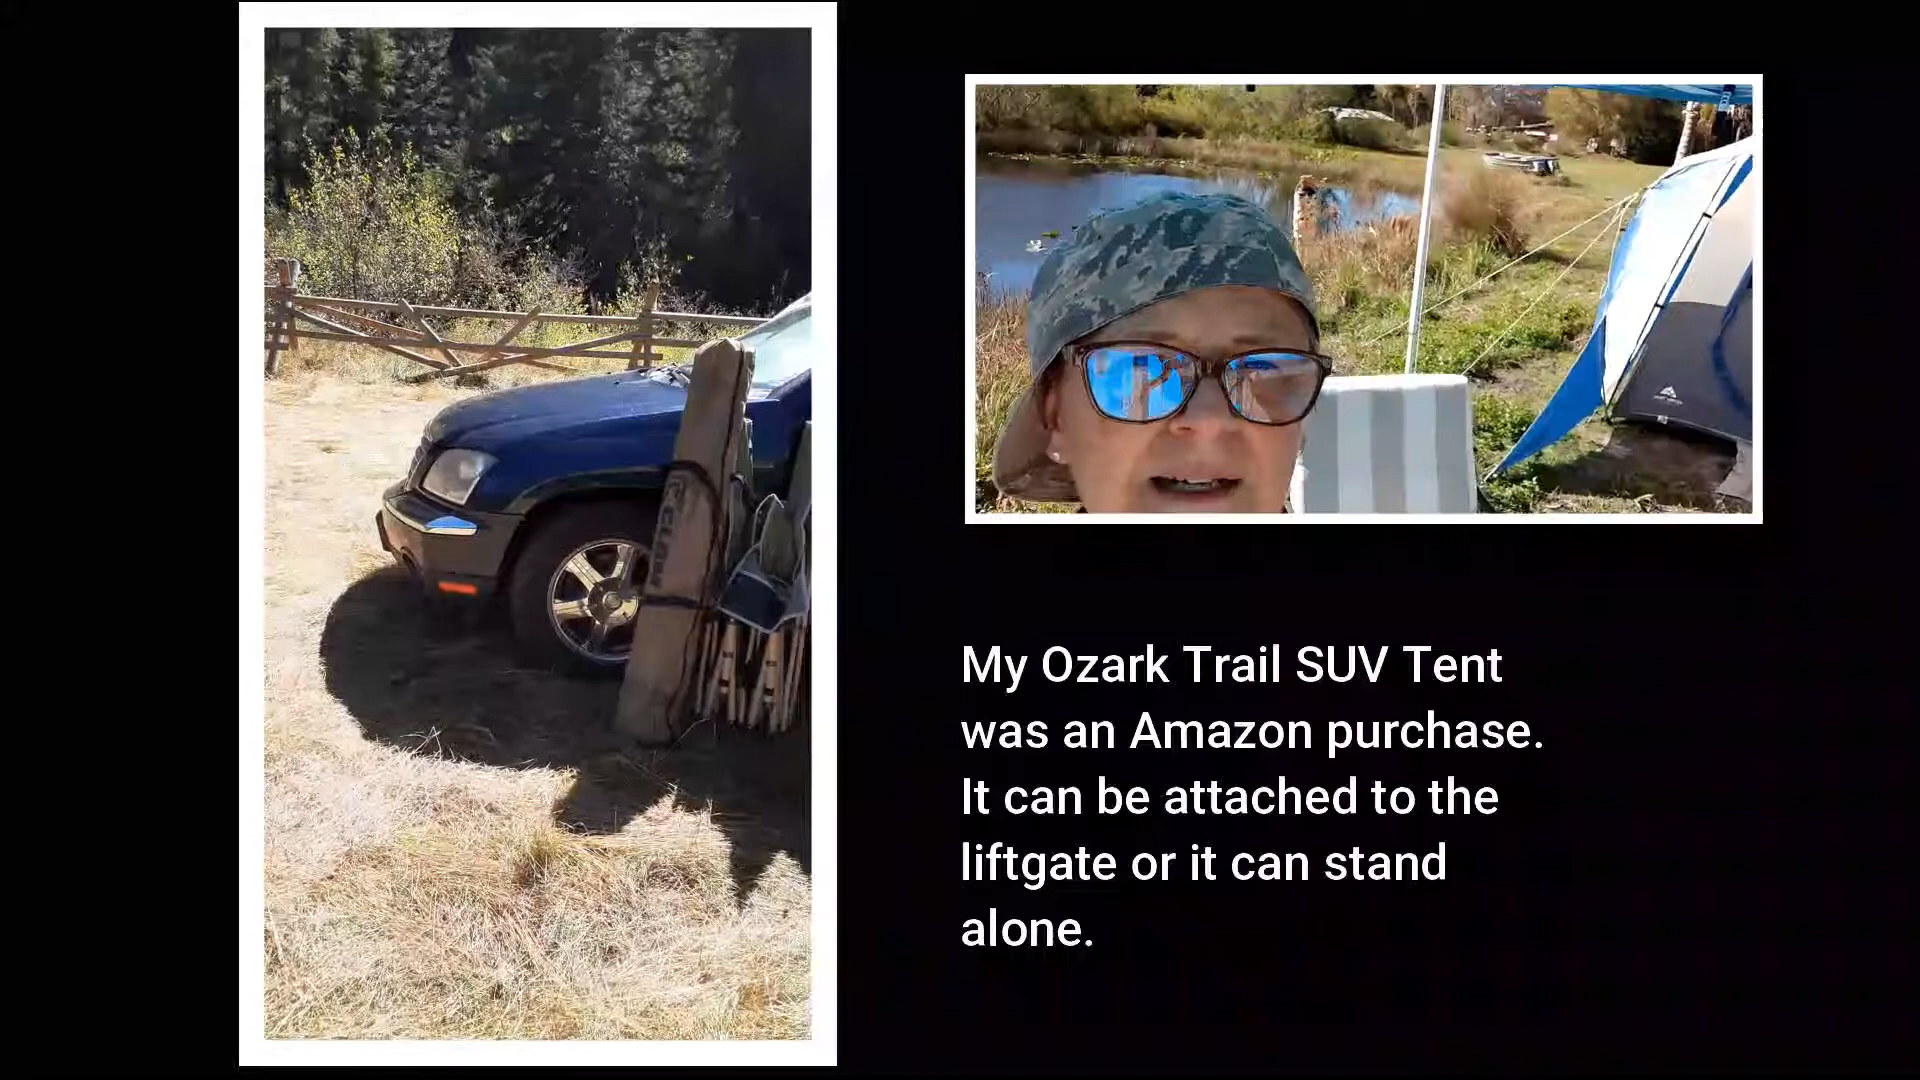 CLAM
My Ozark Trail SUV Tent
was an Amazon purchase.
It can be attached to the
liftgate or it can stand
alone.